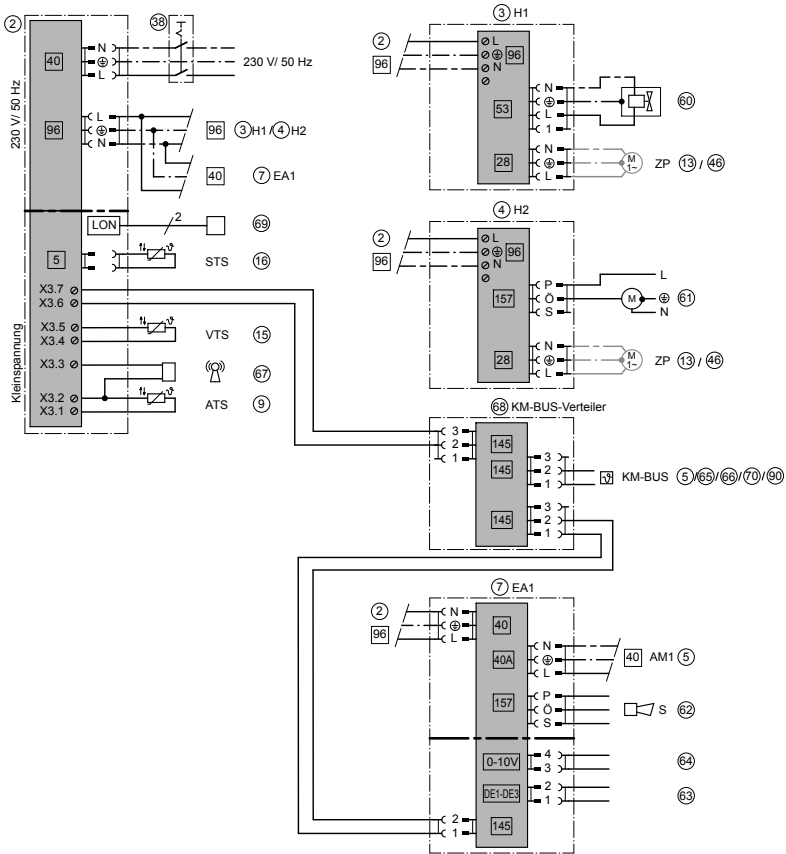 2
230 V/ 50 Hz
40
N
L
38
230 V/ 50 Hz
96
L
N
96 3 H1 / 4 H2
40 7 EA1
LON
2
69
Kleinspannung
5
STS 16
X3.7
X3.6
X3.5
X3.4
VTS 15
X3.3
67
X3.2
X3.1
ATS 9
3 H1
2
96
L
N
96
53
N
L
1
60
28
N
L
M
1~
ZP 13 / 46
4 H2
2
96
L
N
96
157
P
Ö
S
M
L
N
61
28
N
L
M
1~
ZP 13 / 46
68 KM-BUS-Verteiler
3
2
1
145
145
3
2
1
KM-BUS 5/65/66/70/90
145
3
2
1
7 EA1
2
96
N
L
40
40A
N
L
40 AM1 5
157
P
Ö
S
S 62
0-10V
4
3
64
DE1-DE3
2
1
63
2
1
145